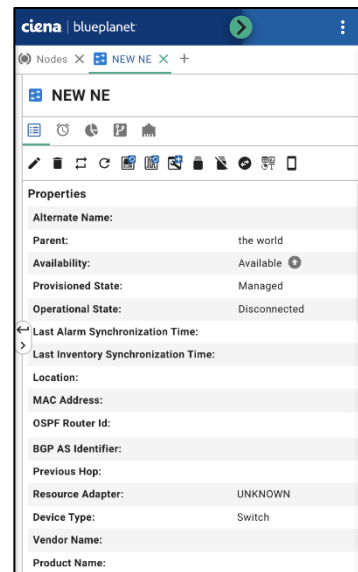 ciena | blueplanet
Nodes NEW NE
NEW NE
Properties
Alternate Name:
Parent: the world
Availability: Available
Provisioned State: Managed
Operational State: Disconnected
Last Alarm Synchronization Time:
Last Inventory Synchronization Time:
Location:
MAC Address:
OSPF Router Id:
BGP AS Identifier:
Previous Hop:
Resource Adapter: UNKNOWN
Device Type: Switch
Vendor Name:
Product Name: